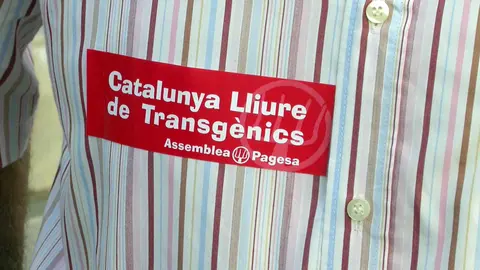 Catalunya Lliure
de Transgènics
Assemblea Pagesa